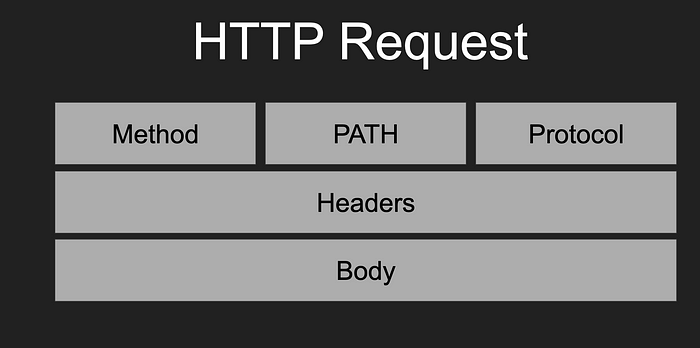 HTTP Request
Method PATH Protocol
Headers
Body